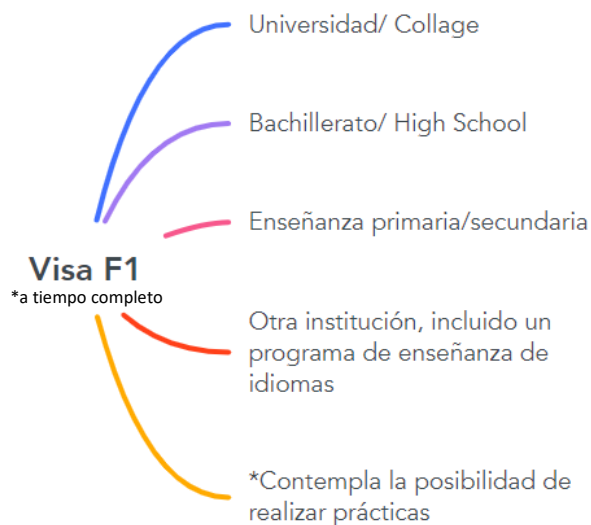 Universidad/ Collage
Bachillerato/ High School
Enseñanza primaria/secundaria
Visa F1
*a tiempo completo
Otra institución, incluido un
programa de enseñanza de
idiomas
*Contempla la posibilidad de
realizar prácticas